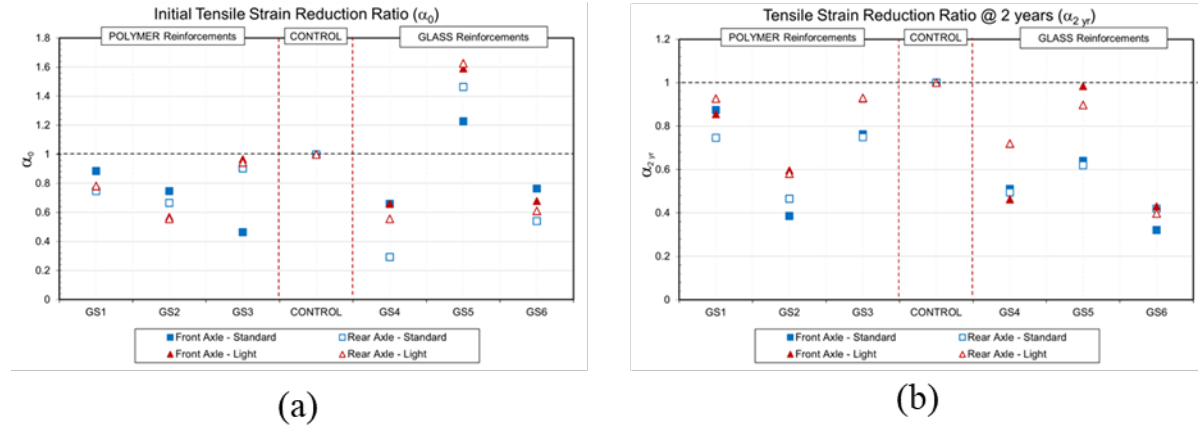 Initial Tensile Strain Reduction Ratio (α0)
POLYMER Reinforcements
CONTROL
GLASS Reinforcements
1.8
1.6
1.4
1.2
1
0.8
0.6
0.4
0.2
0
α0
GS1 GS2 GS3 CONTROL GS4 GS5 GS6
Front Axle - Standard Rear Axle - Standard
Front Axle - Light Rear Axle - Light
(a)
Tensile Strain Reduction Ratio @ 2 years (α2 yr)
POLYMER Reinforcements
CONTROL
GLASS Reinforcements
1.2
1
0.8
0.6
0.4
0.2
0
α2 yr
GS1 GS2 GS3 CONTROL GS4 GS5 GS6
Front Axle - Standard Rear Axle - Standard
Front Axle - Light Rear Axle - Light
(b)